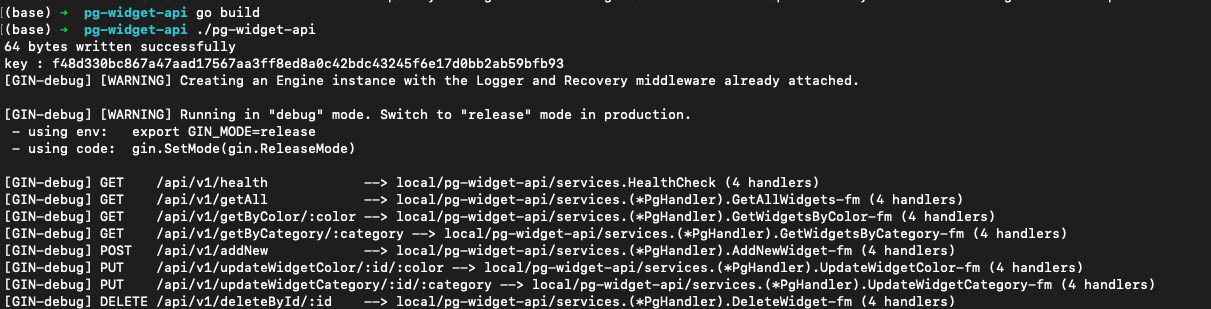 (base) ➜  pg-widget-api go build
(base) ➜  pg-widget-api ./pg-widget-api
64 bytes written successfully
key : f48d330bc867a47aad17567aa3ff8ed8a0c42bdc43245f6e17d0bb2ab59bfb93
[GIN-debug] [WARNING] Creating an Engine instance with the Logger and Recovery middleware already attached.
[GIN-debug] [WARNING] Running in "debug" mode. Switch to "release" mode in production.
 - using env:   export GIN_MODE=release
 - using code:  gin.SetMode(gin.ReleaseMode)
[GIN-debug] GET    /api/v1/health            --> local/pg-widget-api/services.HealthCheck (4 handlers)
[GIN-debug] GET    /api/v1/getAll            --> local/pg-widget-api/services.(*PgHandler).GetAllWidgets-fm (4 handlers)
[GIN-debug] GET    /api/v1/getByColor/:color --> local/pg-widget-api/services.(*PgHandler).GetWidgetsByColor-fm (4 handlers)
[GIN-debug] GET    /api/v1/getByCategory/:category --> local/pg-widget-api/services.(*PgHandler).GetWidgetsByCategory-fm (4 handlers)
[GIN-debug] POST   /api/v1/addNew            --> local/pg-widget-api/services.(*PgHandler).AddNewWidget-fm (4 handlers)
[GIN-debug] PUT    /api/v1/updateWidgetColor/:id/:color --> local/pg-widget-api/services.(*PgHandler).UpdateWidgetColor-fm (4 handlers)
[GIN-debug] PUT    /api/v1/updateWidgetCategory/:id/:category --> local/pg-widget-api/services.(*PgHandler).UpdateWidgetCategory-fm (4 handlers)
[GIN-debug] DELETE /api/v1/deleteById/:id    --> local/pg-widget-api/services.(*PgHandler).DeleteWidget-fm (4 handlers)